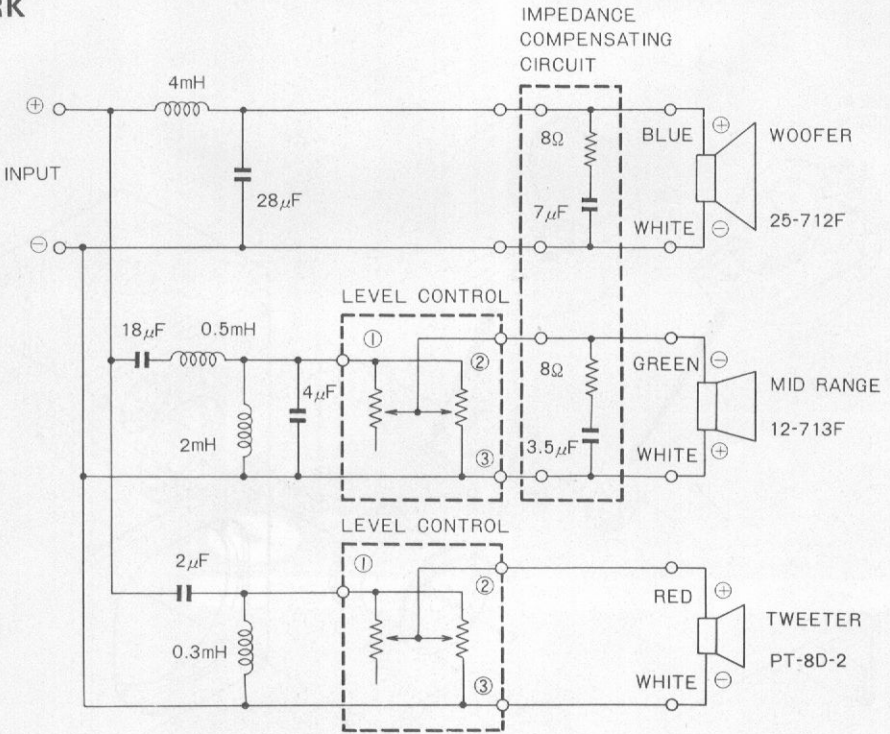 RK
IMPEDANCE
COMPENSATING
CIRCUIT
4mH
⊕
INPUT
⊖
28μF
8Ω
7μF
BLUE
⊕
WOOFER
WHITE
⊖
25-712F
LEVEL CONTROL
18μF
0.5mH
①
②
4μF
2mH
③
8Ω
3.5μF
GREEN
⊖
MID RANGE
12-713F
WHITE
⊕
LEVEL CONTROL
2μF
①
②
0.3mH
③
RED
⊕
TWEETER
PT-8D-2
WHITE
⊖